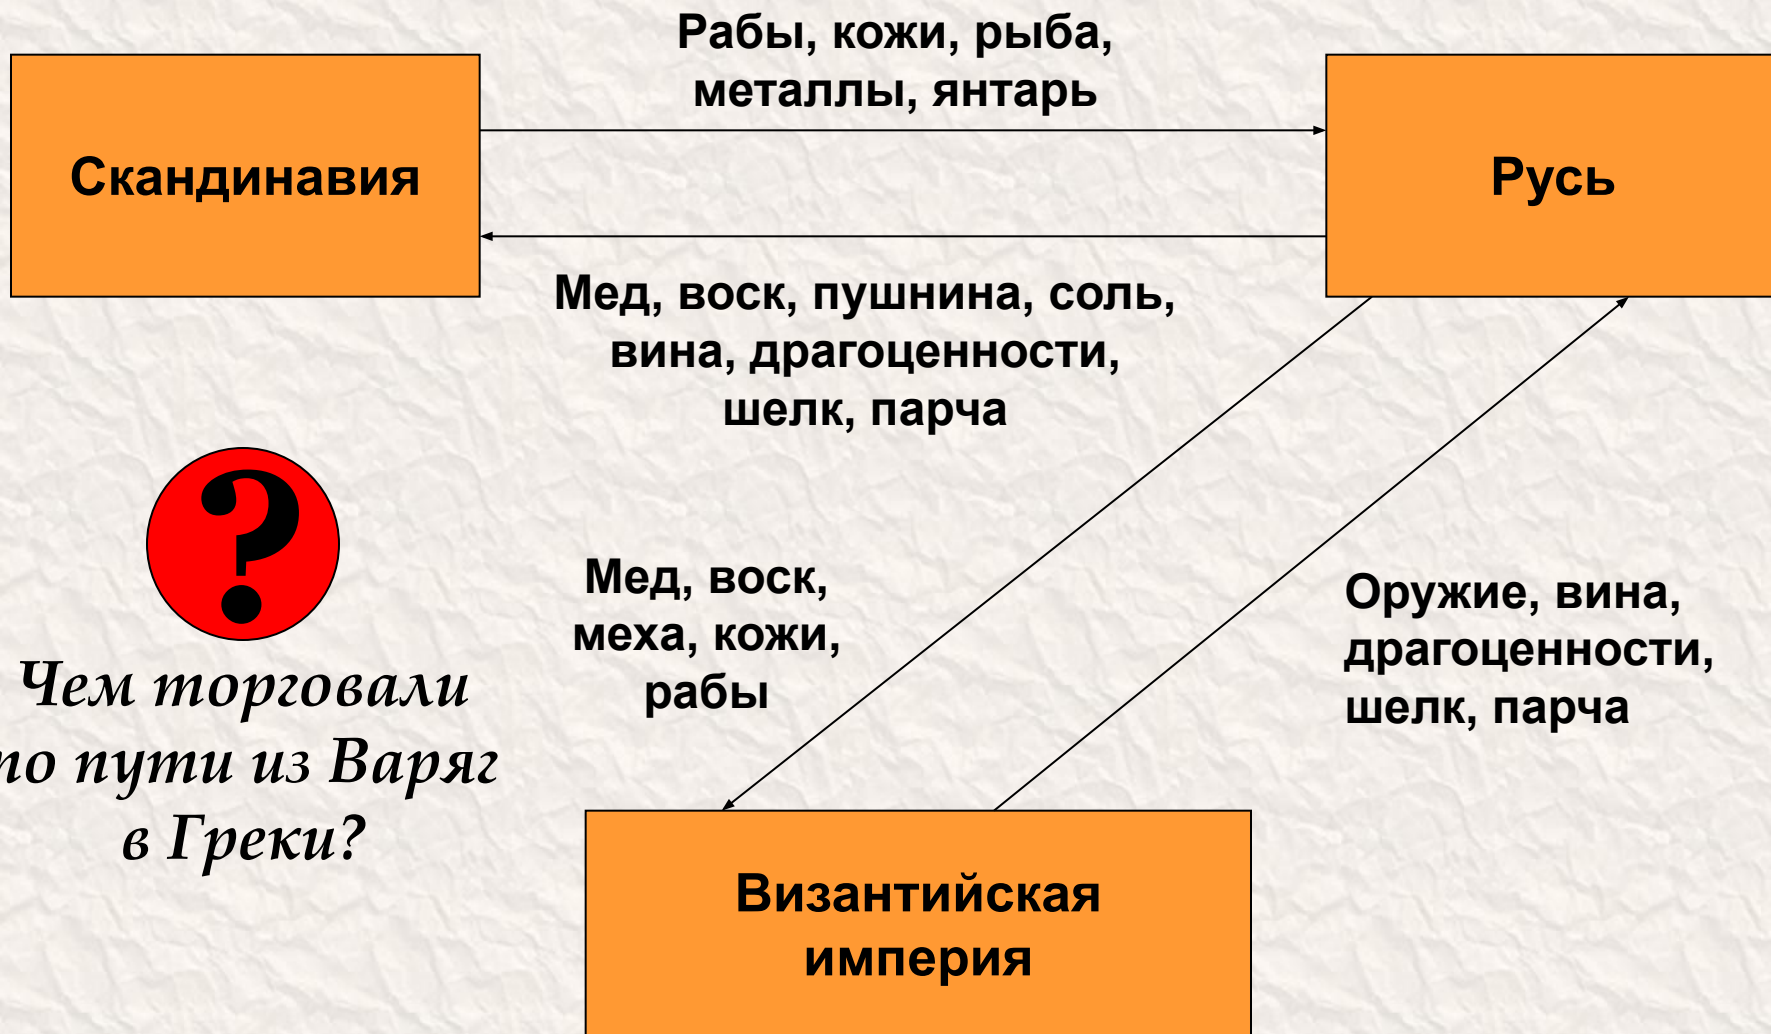 Рабы, кожи, рыба,
металлы, янтарь
Скандинавия
Русь
Мед, воск, пушнина, соль,
вина, драгоценности,
шелк, парча
?
Мед, воск,
меха, кожи,
рабы
Оружие, вина,
драгоценности,
шелк, парча
Чем торговали
по пути из Варяг
в Греки?
Византийская
империя